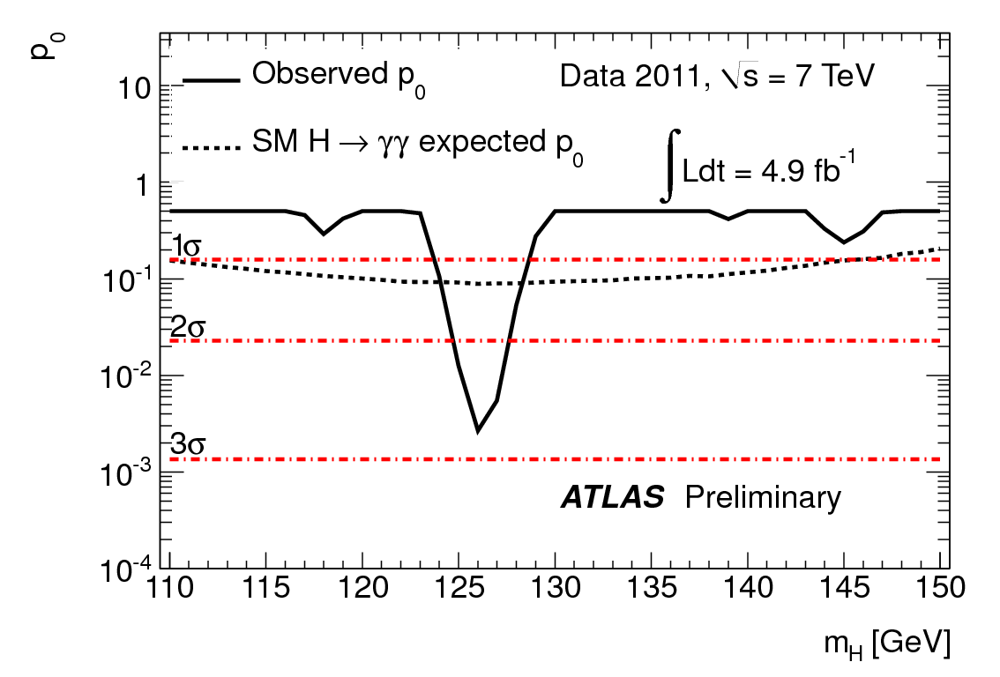 p0
Observed p0
Data 2011, √s = 7 TeV
SM H → γγ expected p0
∫ Ldt = 4.9 fb-1
10
1
10-1
10-2
10-3
10-4
1σ
2σ
3σ
ATLAS Preliminary
110 115 120 125 130 135 140 145 150
mH [GeV]